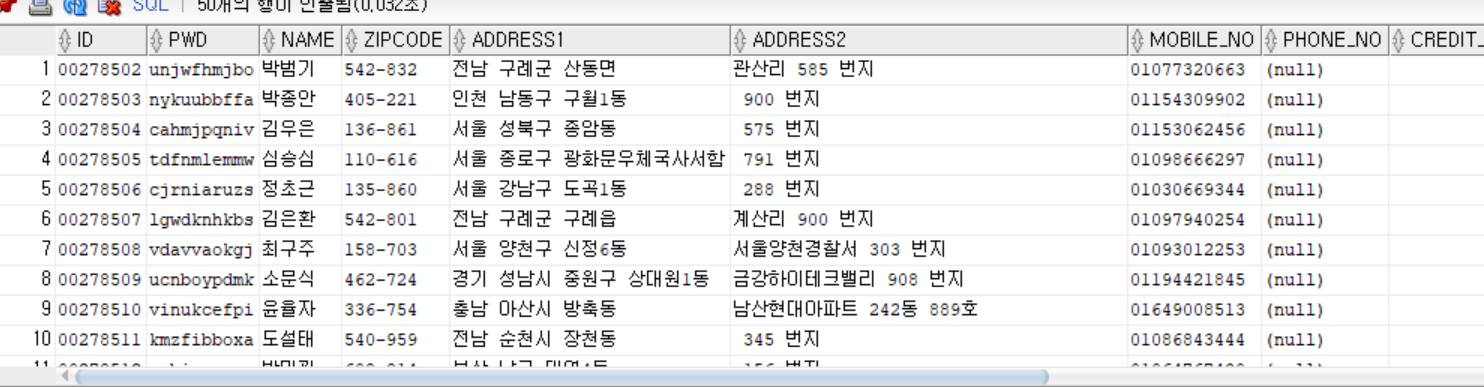 SQL | 50개의 행이 인출됨(0,032초)
ID PWD NAME ZIPCODE ADDRESS1 ADDRESS2 MOBILE_NO PHONE_NO CREDIT_
1 00278502 unjwfhmjbo 박범기 542-832 전남 구례군 산동면 관산리 585 번지 01077320663 (null)
2 00278503 nykuubbffa 박종안 405-221 인천 남동구 구월1동 900 번지 01154309902 (null)
3 00278504 cahmjpqniv 김우은 136-861 서울 성북구 종암동 575 번지 01153062456 (null)
4 00278505 tdfnmlemmw 심승심 110-616 서울 종로구 광화문우체국사서함 791 번지 01098666297 (null)
5 00278506 cjrniaruzs 정초근 135-860 서울 강남구 도곡1동 288 번지 01030669344 (null)
6 00278507 lgwdknhkbs 김은환 542-801 전남 구례군 구례읍 계산리 900 번지 01097940254 (null)
7 00278508 vdavvaokgj 최구주 158-703 서울 양천구 신정6동 서울양천경찰서 303 번지 01093012253 (null)
8 00278509 ucnboypdmk 소문식 462-724 경기 성남시 중원구 상대원1동 금강하이테크밸리 908 번지 01194421845 (null)
9 00278510 vinukcefpi 윤율자 336-754 충남 아산시 방축동 남산현대아파트 242동 889호 01649008513 (null)
10 00278511 kmzfibboxa 도설태 540-959 전남 순천시 장천동 345 번지 01086843444 (null)